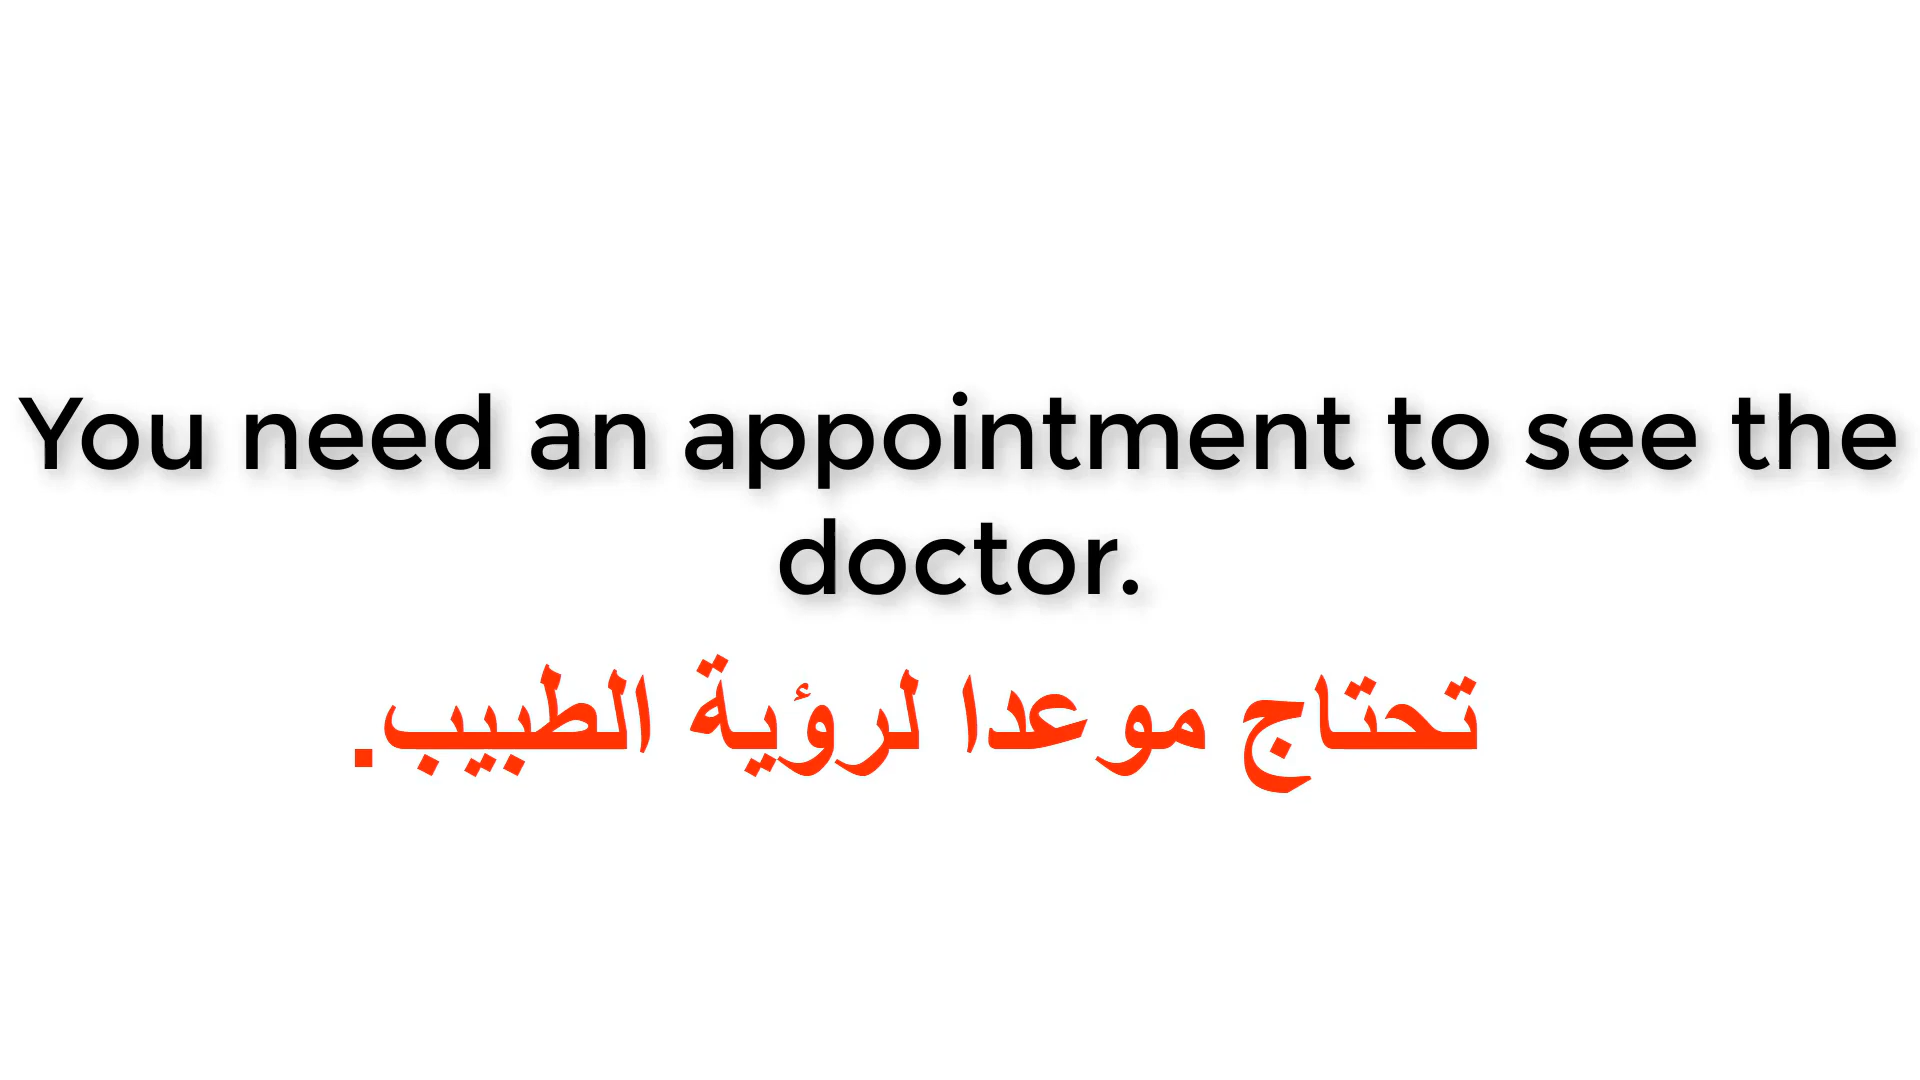 You need an appointment to see the
doctor.
تحتاج موعدا لرؤية الطبيب.